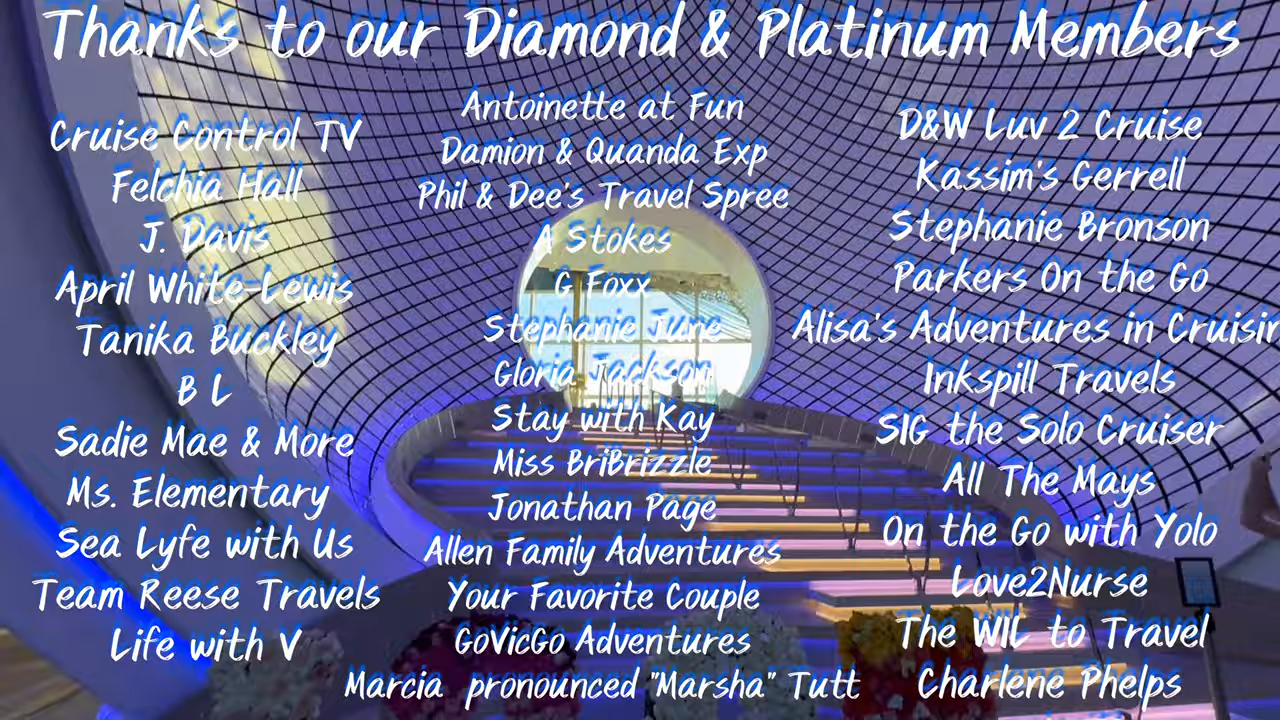 Thanks to our Diamond & Platinum Members
Cruise Control TV
Felchia Hall
J. Davis
April White-Lewis
Tanika Buckley
B L
Sadie Mae & More
Ms. Elementary
Sea Lyfe with Us
Team Reese Travels
Life with V
Antoinette at Fun
Damion & Quanda Exp
Phil & Dee's Travel Spree
A Stokes
G Foxx
Stephanie June
Gloria Jackson
Stay with Kay
Miss BriBrizzle
Jonathan Page
Allen Family Adventures
Your Favorite Couple
GoVicGo Adventures
Marcia pronounced "Marsha" Tutt
D&W Luv 2 Cruise
Kassim's Gerrell
Stephanie Bronson
Parkers On the Go
Alisa's Adventures in Cruisin
Inkspill Travels
SIG the Solo Cruiser
All The Mays
On the Go with Yolo
Love2Nurse
The WIL to Travel
Charlene Phelps